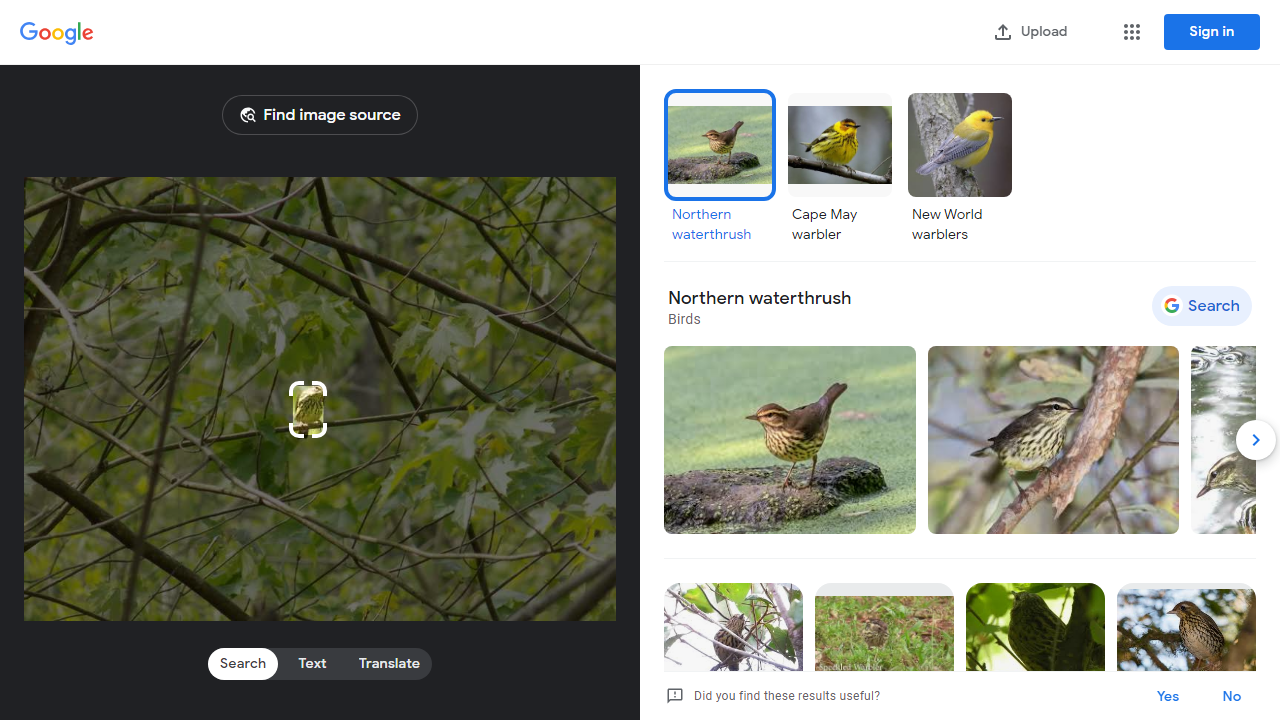 Google
Upload
Sign in
Find image source
Northern
waterthrush
Cape May
warbler
New World
warblers
Northern waterthrush
Birds
Search
Speckled Warbler
Search
Text
Translate
Did you find these results useful?
Yes
No